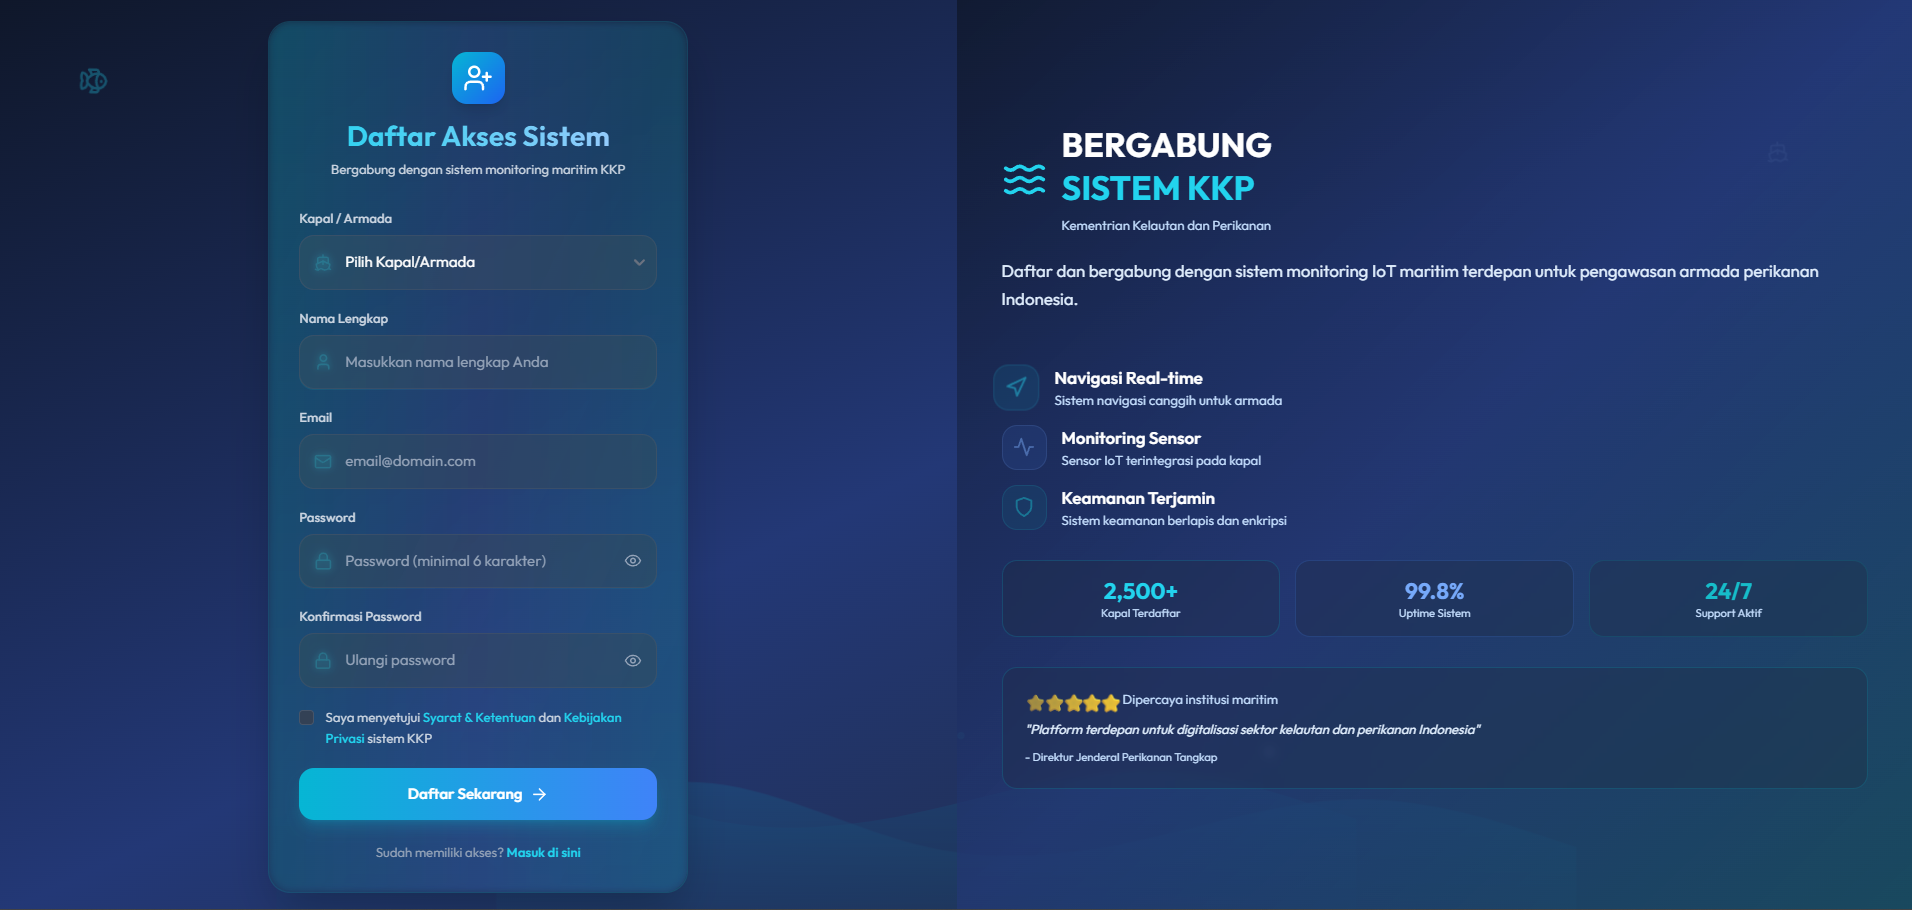 Daftar Akses Sistem
Bergabung dengan sistem monitoring maritim KKP
Kapal / Armada
Pilih Kapal/Armada
Nama Lengkap
Masukkan nama lengkap Anda
Email
email@domain.com
Password
Password (minimal 6 karakter)
Konfirmasi Password
Ulangi password
Saya menyetujui Syarat & Ketentuan dan Kebijakan
Privasi sistem KKP
Daftar Sekarang
Sudah memiliki akses? Masuk di sini
BERGABUNG
SISTEM KKP
Kementrian Kelautan dan Perikanan
Daftar dan bergabung dengan sistem monitoring IoT maritim terdepan untuk pengawasan armada perikanan
Indonesia.
Navigasi Real-time
Sistem navigasi canggih untuk armada
Monitoring Sensor
Sensor IoT terintegrasi pada kapal
Keamanan Terjamin
Sistem keamanan berlapis dan enkripsi
2,500+
Kapal Terdaftar
99.8%
Uptime Sistem
24/7
Support Aktif
Dipercaya institusi maritim
"Platform terdepan untuk digitalisasi sektor kelautan dan perikanan Indonesia"
- Direktur Jenderal Perikanan Tangkap